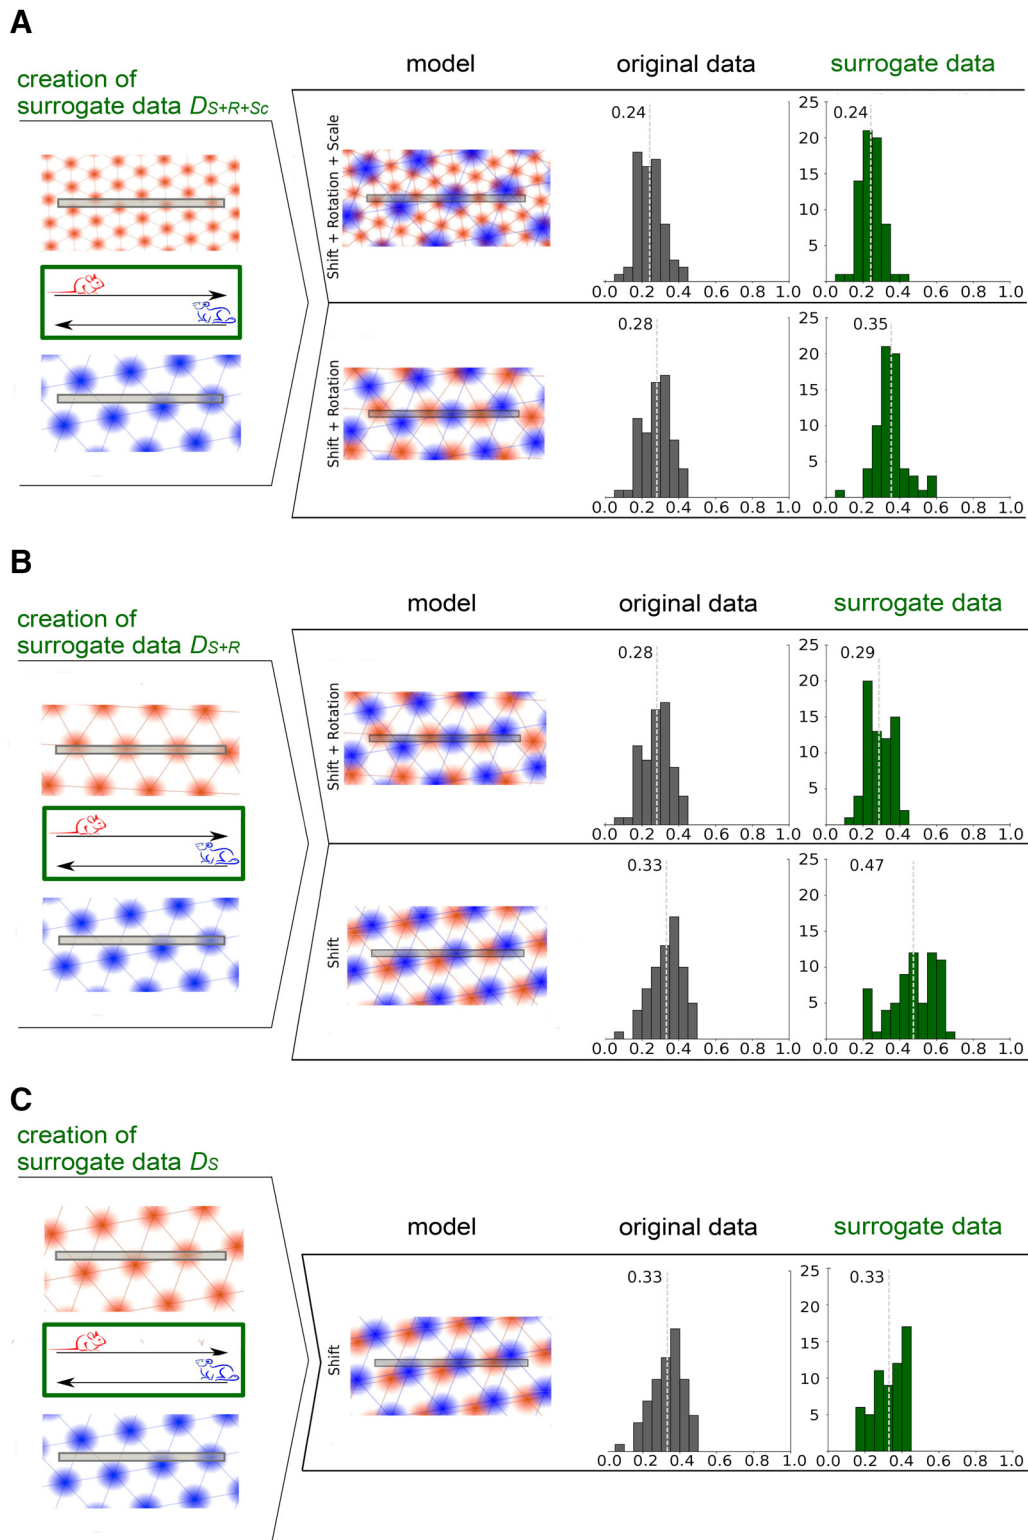 A
creation of
surrogate data DS+R+Sc
model
original data
surrogate data
Shift + Rotation + Scale
0.24
0.0 0.2 0.4 0.6 0.8 1.0
0.24
25
20
15
10
5
0.0 0.2 0.4 0.6 0.8 1.0
Shift + Rotation
0.28
0.0 0.2 0.4 0.6 0.8 1.0
0.35
25
20
15
10
5
0.0 0.2 0.4 0.6 0.8 1.0
B
creation of
surrogate data DS+R
model
original data
surrogate data
Shift + Rotation
0.28
0.0 0.2 0.4 0.6 0.8 1.0
0.29
25
20
15
10
5
0.0 0.2 0.4 0.6 0.8 1.0
Shift
0.33
0.0 0.2 0.4 0.6 0.8 1.0
0.47
25
20
15
10
5
0.0 0.2 0.4 0.6 0.8 1.0
C
creation of
surrogate data DS
model
original data
surrogate data
Shift
0.33
0.0 0.2 0.4 0.6 0.8 1.0
0.33
25
20
15
10
5
0.0 0.2 0.4 0.6 0.8 1.0